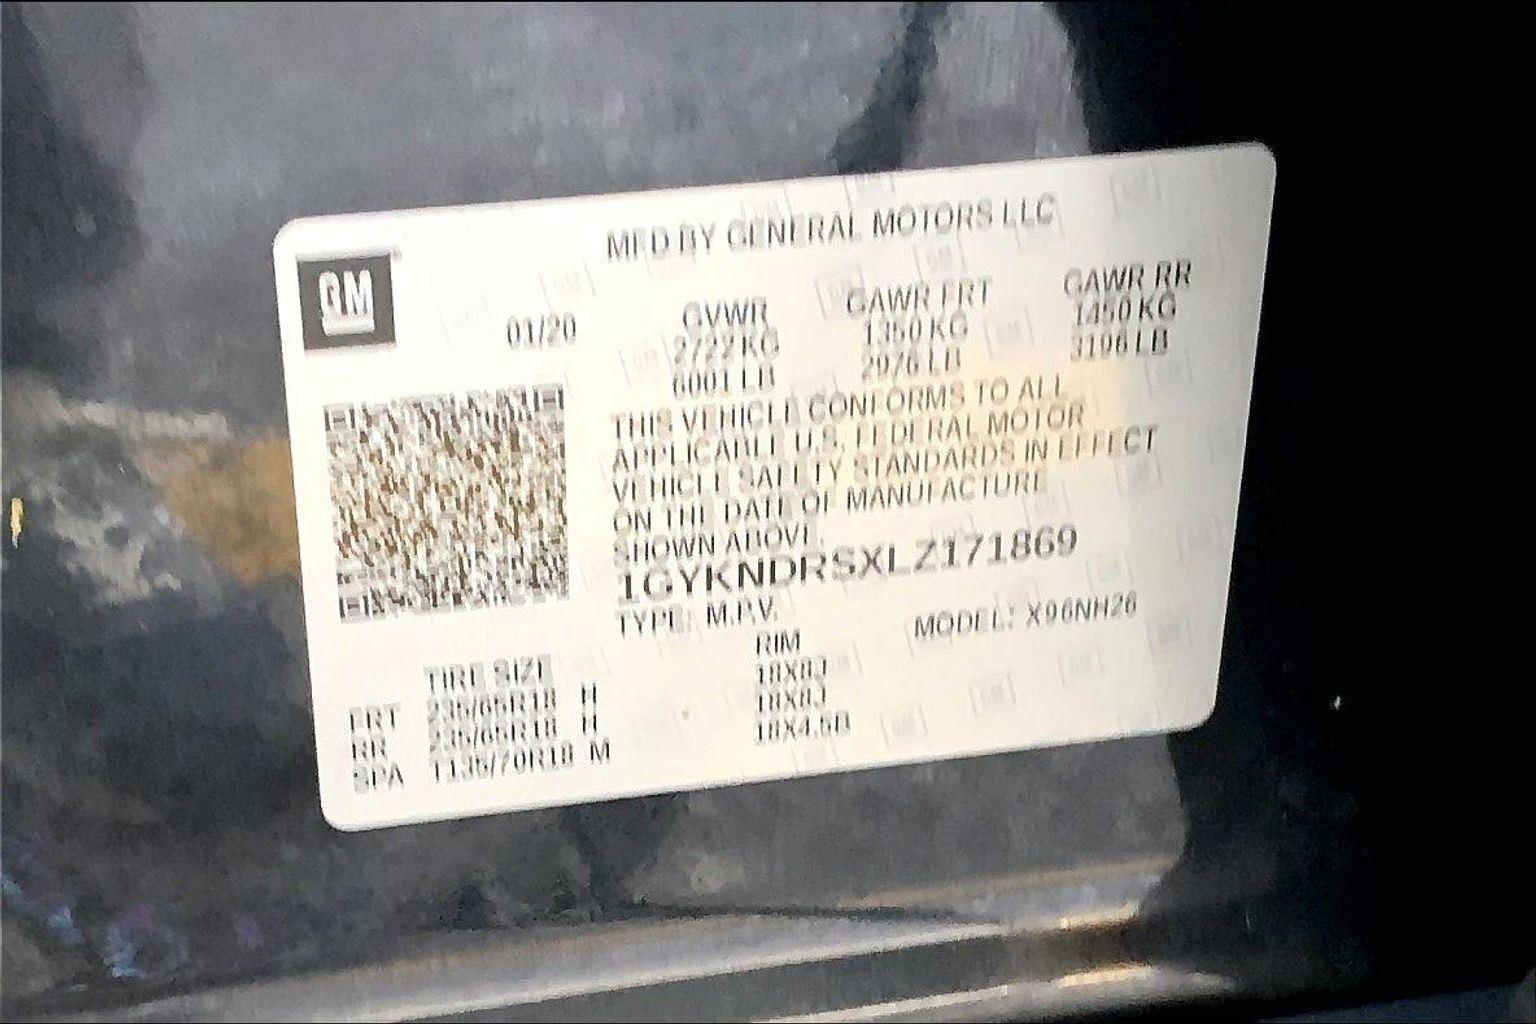 MFD BY GENERAL MOTORS LLC
GM
01/20
GVWR GAWR FRT GAWR RR
2722 KG 1350 KG 1450 KG
6001 LB 2976 LB 3196 LB
THIS VEHICLE CONFORMS TO ALL
APPLICABLE U.S. FEDERAL MOTOR
VEHICLE SAFETY STANDARDS IN EFFECT
ON THE DATE OF MANUFACTURE
SHOWN ABOVE.
1GYKNDRSXLZ171869
TYPE: M.P.V. MODEL: X96NH26
TIRE SIZE RIM
FRT 235/65R18 H 18X8J
RR 235/65R18 H 18X8J
SPA T135/70R18 M 18X4.5B